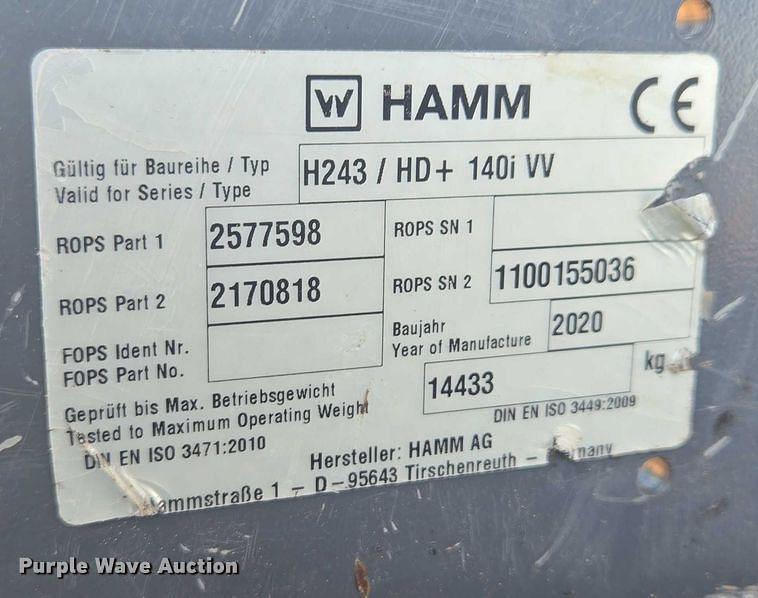 HAMM CE
Gültig für Baureihe / Typ
Valid for Series / Type
H243 / HD+ 140i VV
ROPS Part 1 2577598 ROPS SN 1
ROPS Part 2 2170818 ROPS SN 2 1100155036
FOPS Ident Nr.
FOPS Part No.
Baujahr
Year of Manufacture 2020
Geprüft bis Max. Betriebsgewicht
Tested to Maximum Operating Weight 14433 kg
DIN EN ISO 3471:2010 DIN EN ISO 3449:2009
Hersteller: HAMM AG
1 – D–95643 Tirschenreuth –
Purple Wave Auction